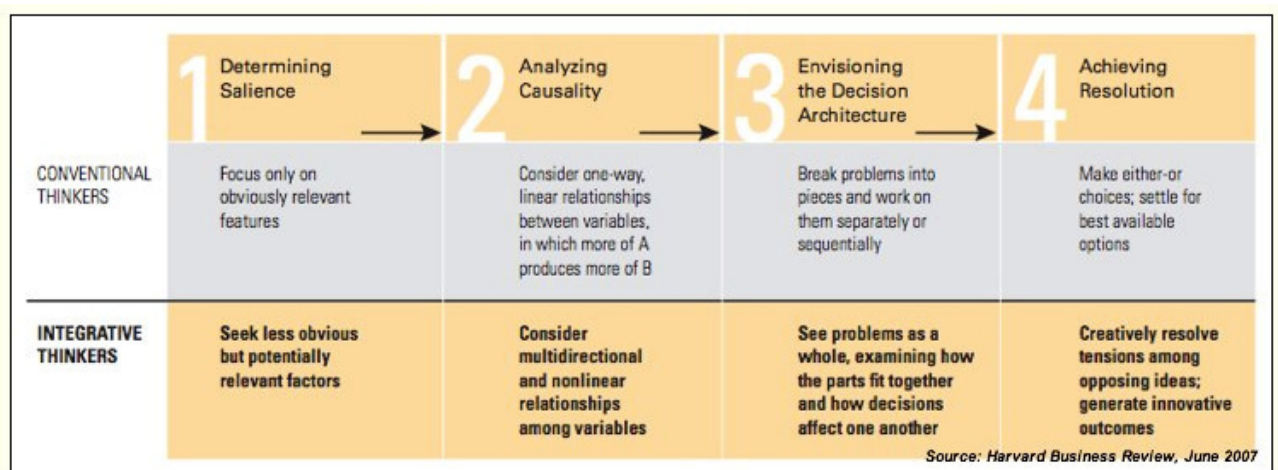 1
Determining
Salience
2
Analyzing
Causality
3
Envisioning
the Decision
Architecture
4
Achieving
Resolution
CONVENTIONAL
THINKERS
Focus only on
obviously relevant
features
Consider one-way,
linear relationships
between variables,
in which more of A
produces more of B
Break problems into
pieces and work on
them separately or
sequentially
Make either-or
choices; settle for
best available
options
INTEGRATIVE
THINKERS
Seek less obvious
but potentially
relevant factors
Consider
multidirectional
and nonlinear
relationships
among variables
See problems as a
whole, examining how
the parts fit together
and how decisions
affect one another
Creatively resolve
tensions among
opposing ideas;
generate innovative
outcomes
Source: Harvard Business Review, June 2007